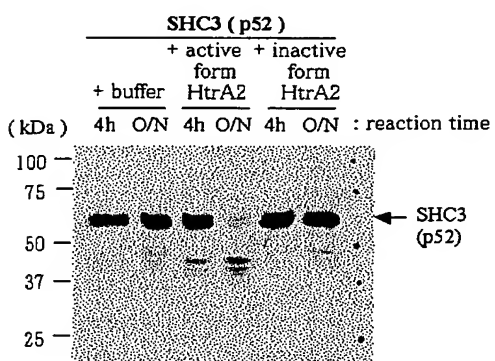 SHC3 (p52)
+ active form HtrA2
+ inactive form HtrA2
+ buffer
(kDa) 4h O/N 4h O/N 4h O/N : reaction time
100
75
50
37
25
SHC3
(p52)